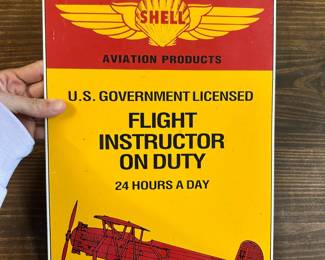 SHELL
AVIATION PRODUCTS
U.S. GOVERNMENT LICENSED
FLIGHT
INSTRUCTOR
ON DUTY
24 HOURS A DAY